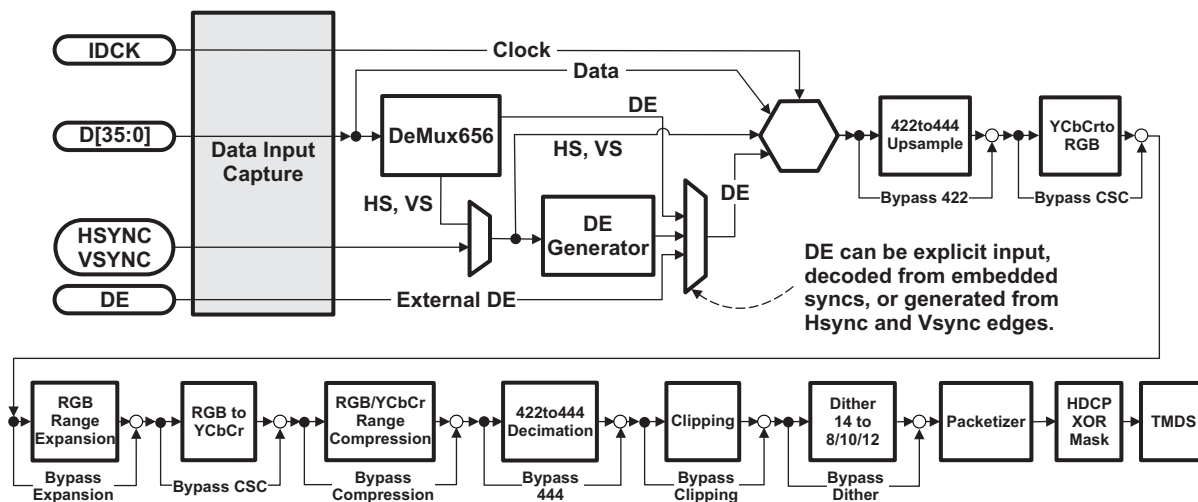 IDCK
Clock
Data
D[35:0]
DeMux656
DE
Data Input
Capture
HS, VS
HS, VS
DE
422to444
Upsample
YCbCrto
RGB
Bypass 422
Bypass CSC
HSYNC
VSYNC
DE
Generator
DE
External DE
DE can be explicit input,
decoded from embedded
syncs, or generated from
Hsync and Vsync edges.
RGB
Range
Expansion
RGB to
YCbCr
RGB/YCbCr
Range
Compression
422to444
Decimation
Clipping
Dither
14 to
8/10/12
Packetizer
HDCP
XOR
Mask
TMDS
Bypass
Expansion
Bypass CSC
Bypass
Compression
Bypass
444
Bypass
Clipping
Bypass
Dither